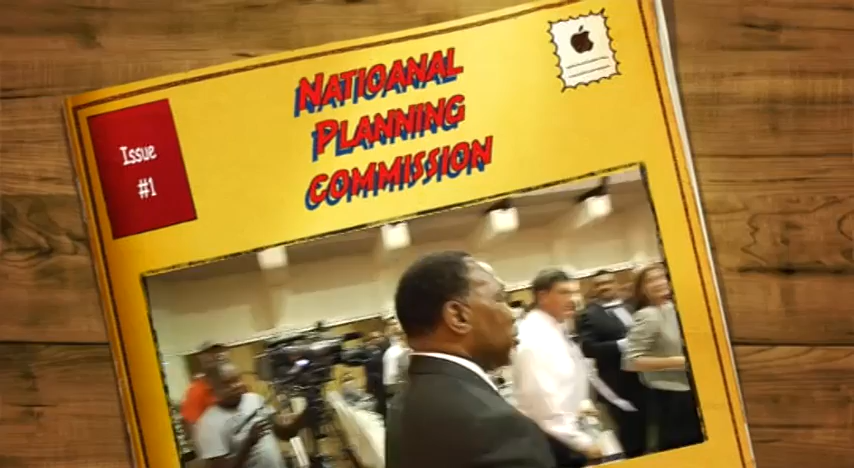 Issue
#1
NATIOANAL
PLANNING
COMMISSION